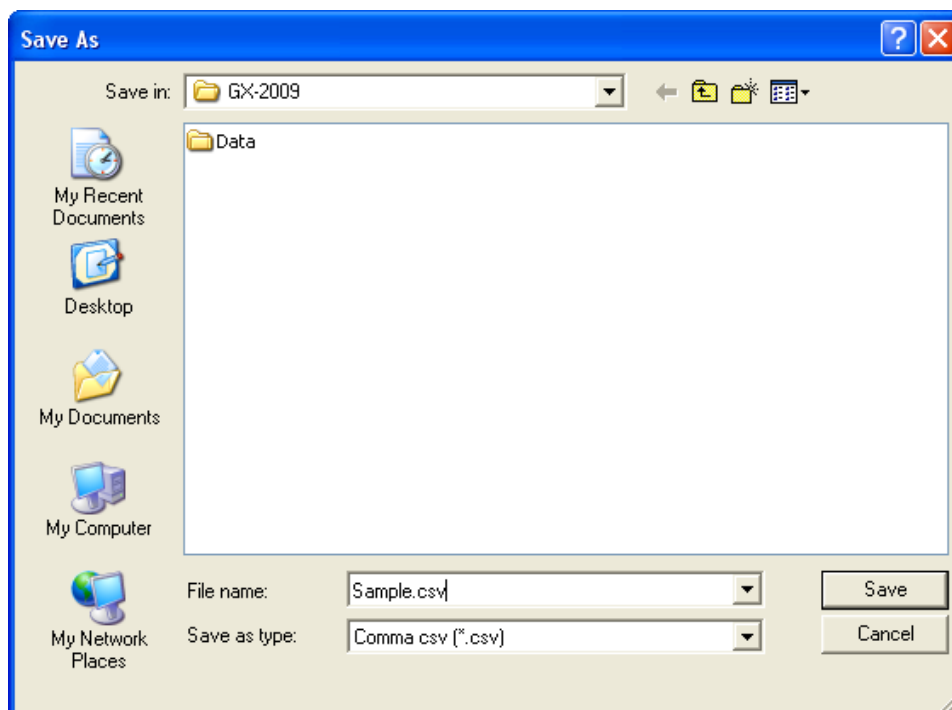 Save As
Save in: GX-2009
Data
My Recent
Documents
Desktop
My Documents
My Computer
My Network
Places
File name: Sample.csv Save
Save as type: Comma csv (*.csv) Cancel